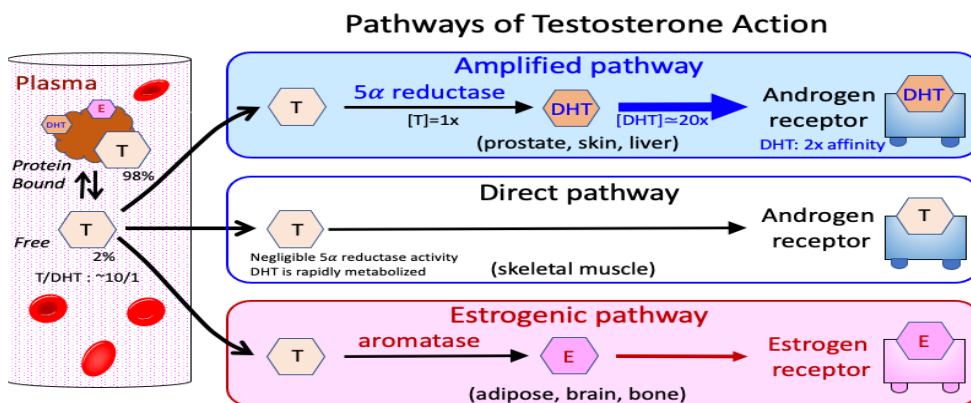 Pathways of Testosterone Action
Plasma
E
DHT
T
98%
Protein
Bound
T
Free
2%
T/DHT : ~10/1
Amplified pathway
T
5α reductase
[T]=1x
DHT
[DHT]≃20x
(prostate, skin, liver)
Androgen
receptor
DHT: 2x affinity
DHT
Direct pathway
T
Negligible 5α reductase activity
DHT is rapidly metabolized
(skeletal muscle)
Androgen
receptor
T
Estrogenic pathway
T
aromatase
E
(adipose, brain, bone)
Estrogen
receptor
E